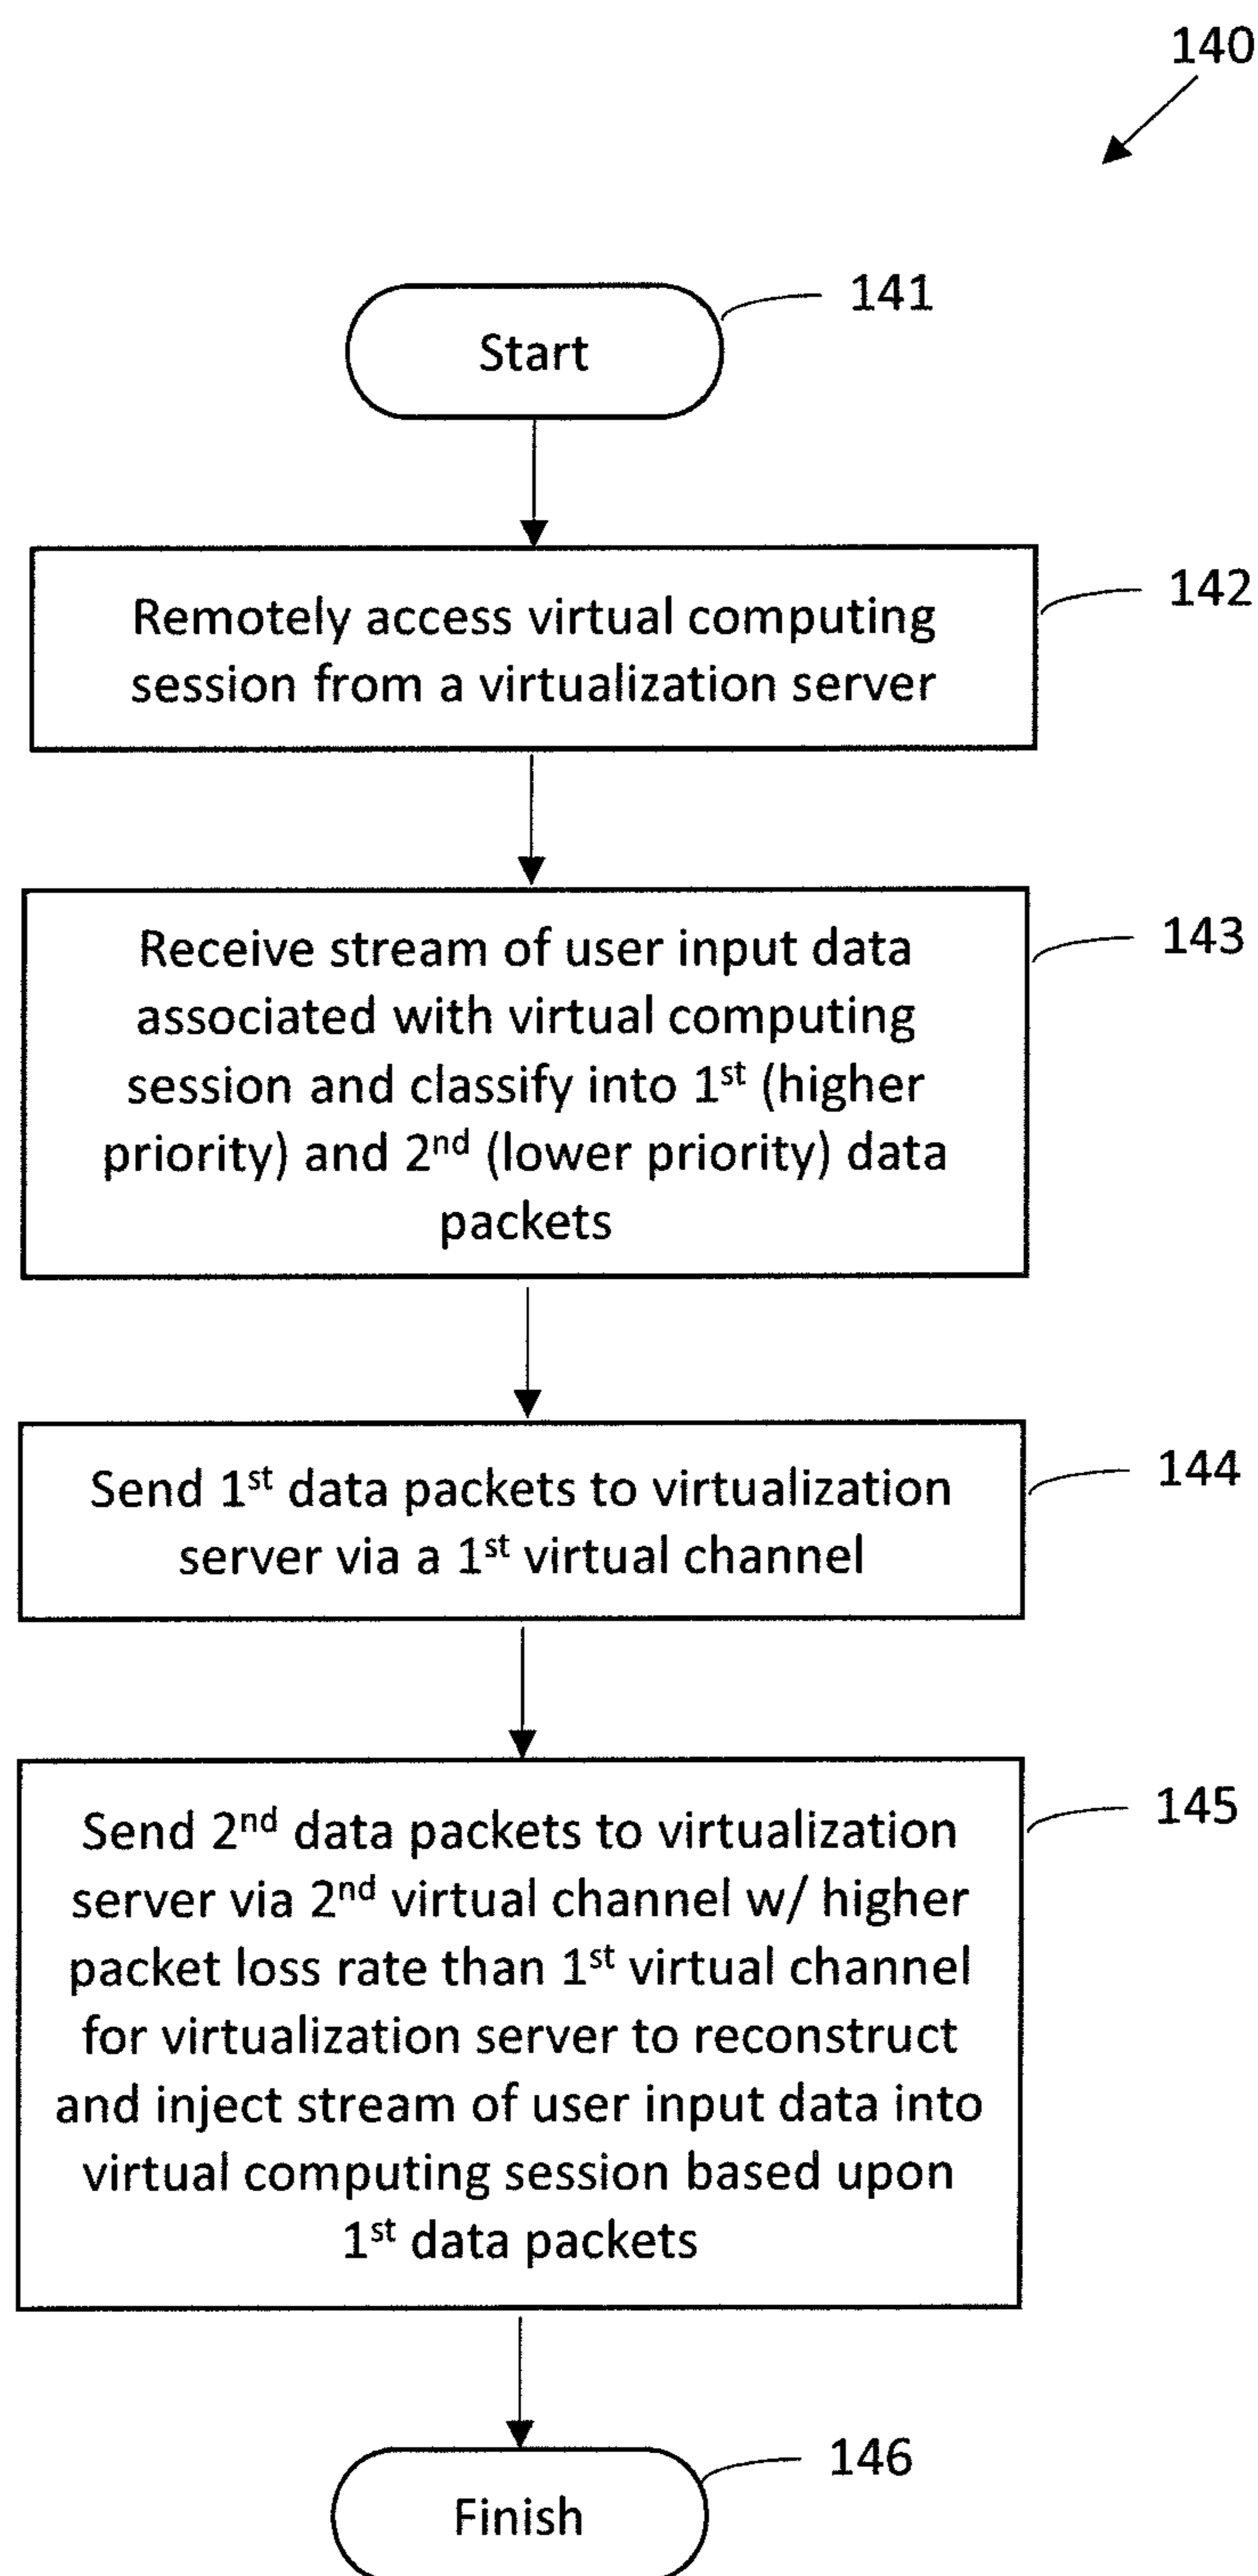 140
Start
141
Remotely access virtual computing
session from a virtualization server
142
Receive stream of user input data
associated with virtual computing
session and classify into 1st (higher
priority) and 2nd (lower priority) data
packets
143
Send 1st data packets to virtualization
server via a 1st virtual channel
144
Send 2nd data packets to virtualization
server via 2nd virtual channel w/ higher
packet loss rate than 1st virtual channel
for virtualization server to reconstruct
and inject stream of user input data into
virtual computing session based upon
1st data packets
145
Finish
146